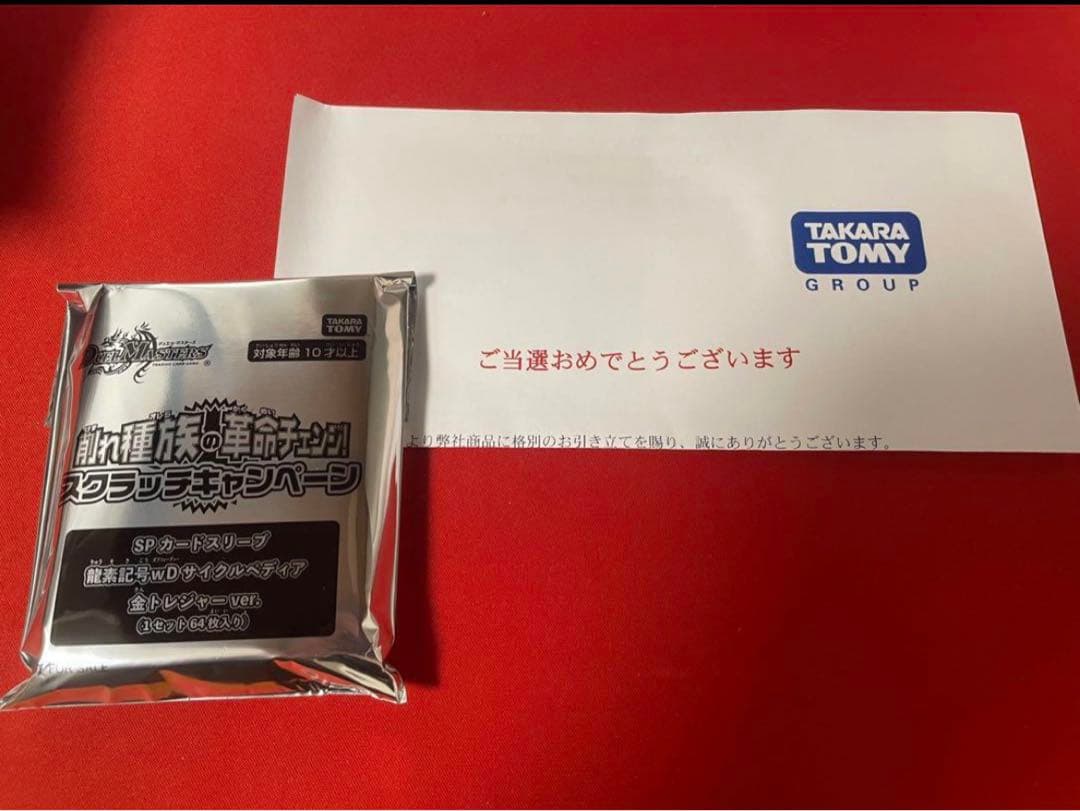 TAKARA
TOMY
GROUP
ご当選おめでとうございます
より弊社商品に格別のお引き立てを賜り、誠にありがとうございます。
TAKARA
TOMY
DUEL MASTERS
TRADING CARD GAME
対象年齢 10才以上
削れ種族の革命チェンジ!
スクラッチキャンペーン
SPカードスリーブ
龍素記号wD サイクルペディア
金トレジャーver.
(1セット64枚入り)
FOR SALE